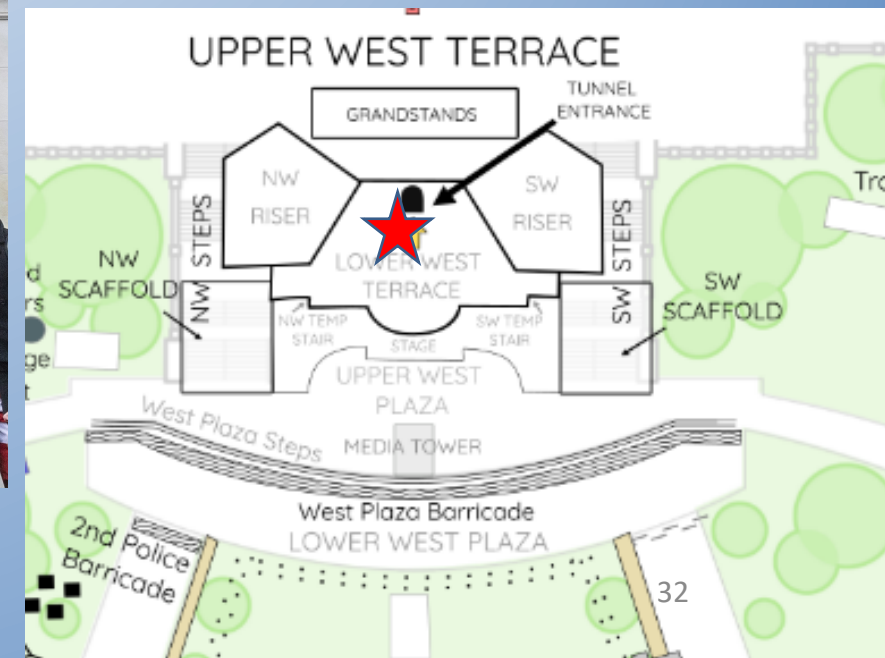 UPPER WEST TERRACE
TUNNEL
ENTRANCE
GRANDSTANDS
NW
RISER
SW
RISER
NW STEPS
SW STEPS
LOWER WEST
TERRACE
NW
SCAFFOLD
SW
SCAFFOLD
NW TEMP
STAIR
SW TEMP
STAIR
STAGE
UPPER WEST
PLAZA
West Plaza Steps
MEDIA TOWER
West Plaza Barricade
LOWER WEST PLAZA
2nd Police
Barricade
32